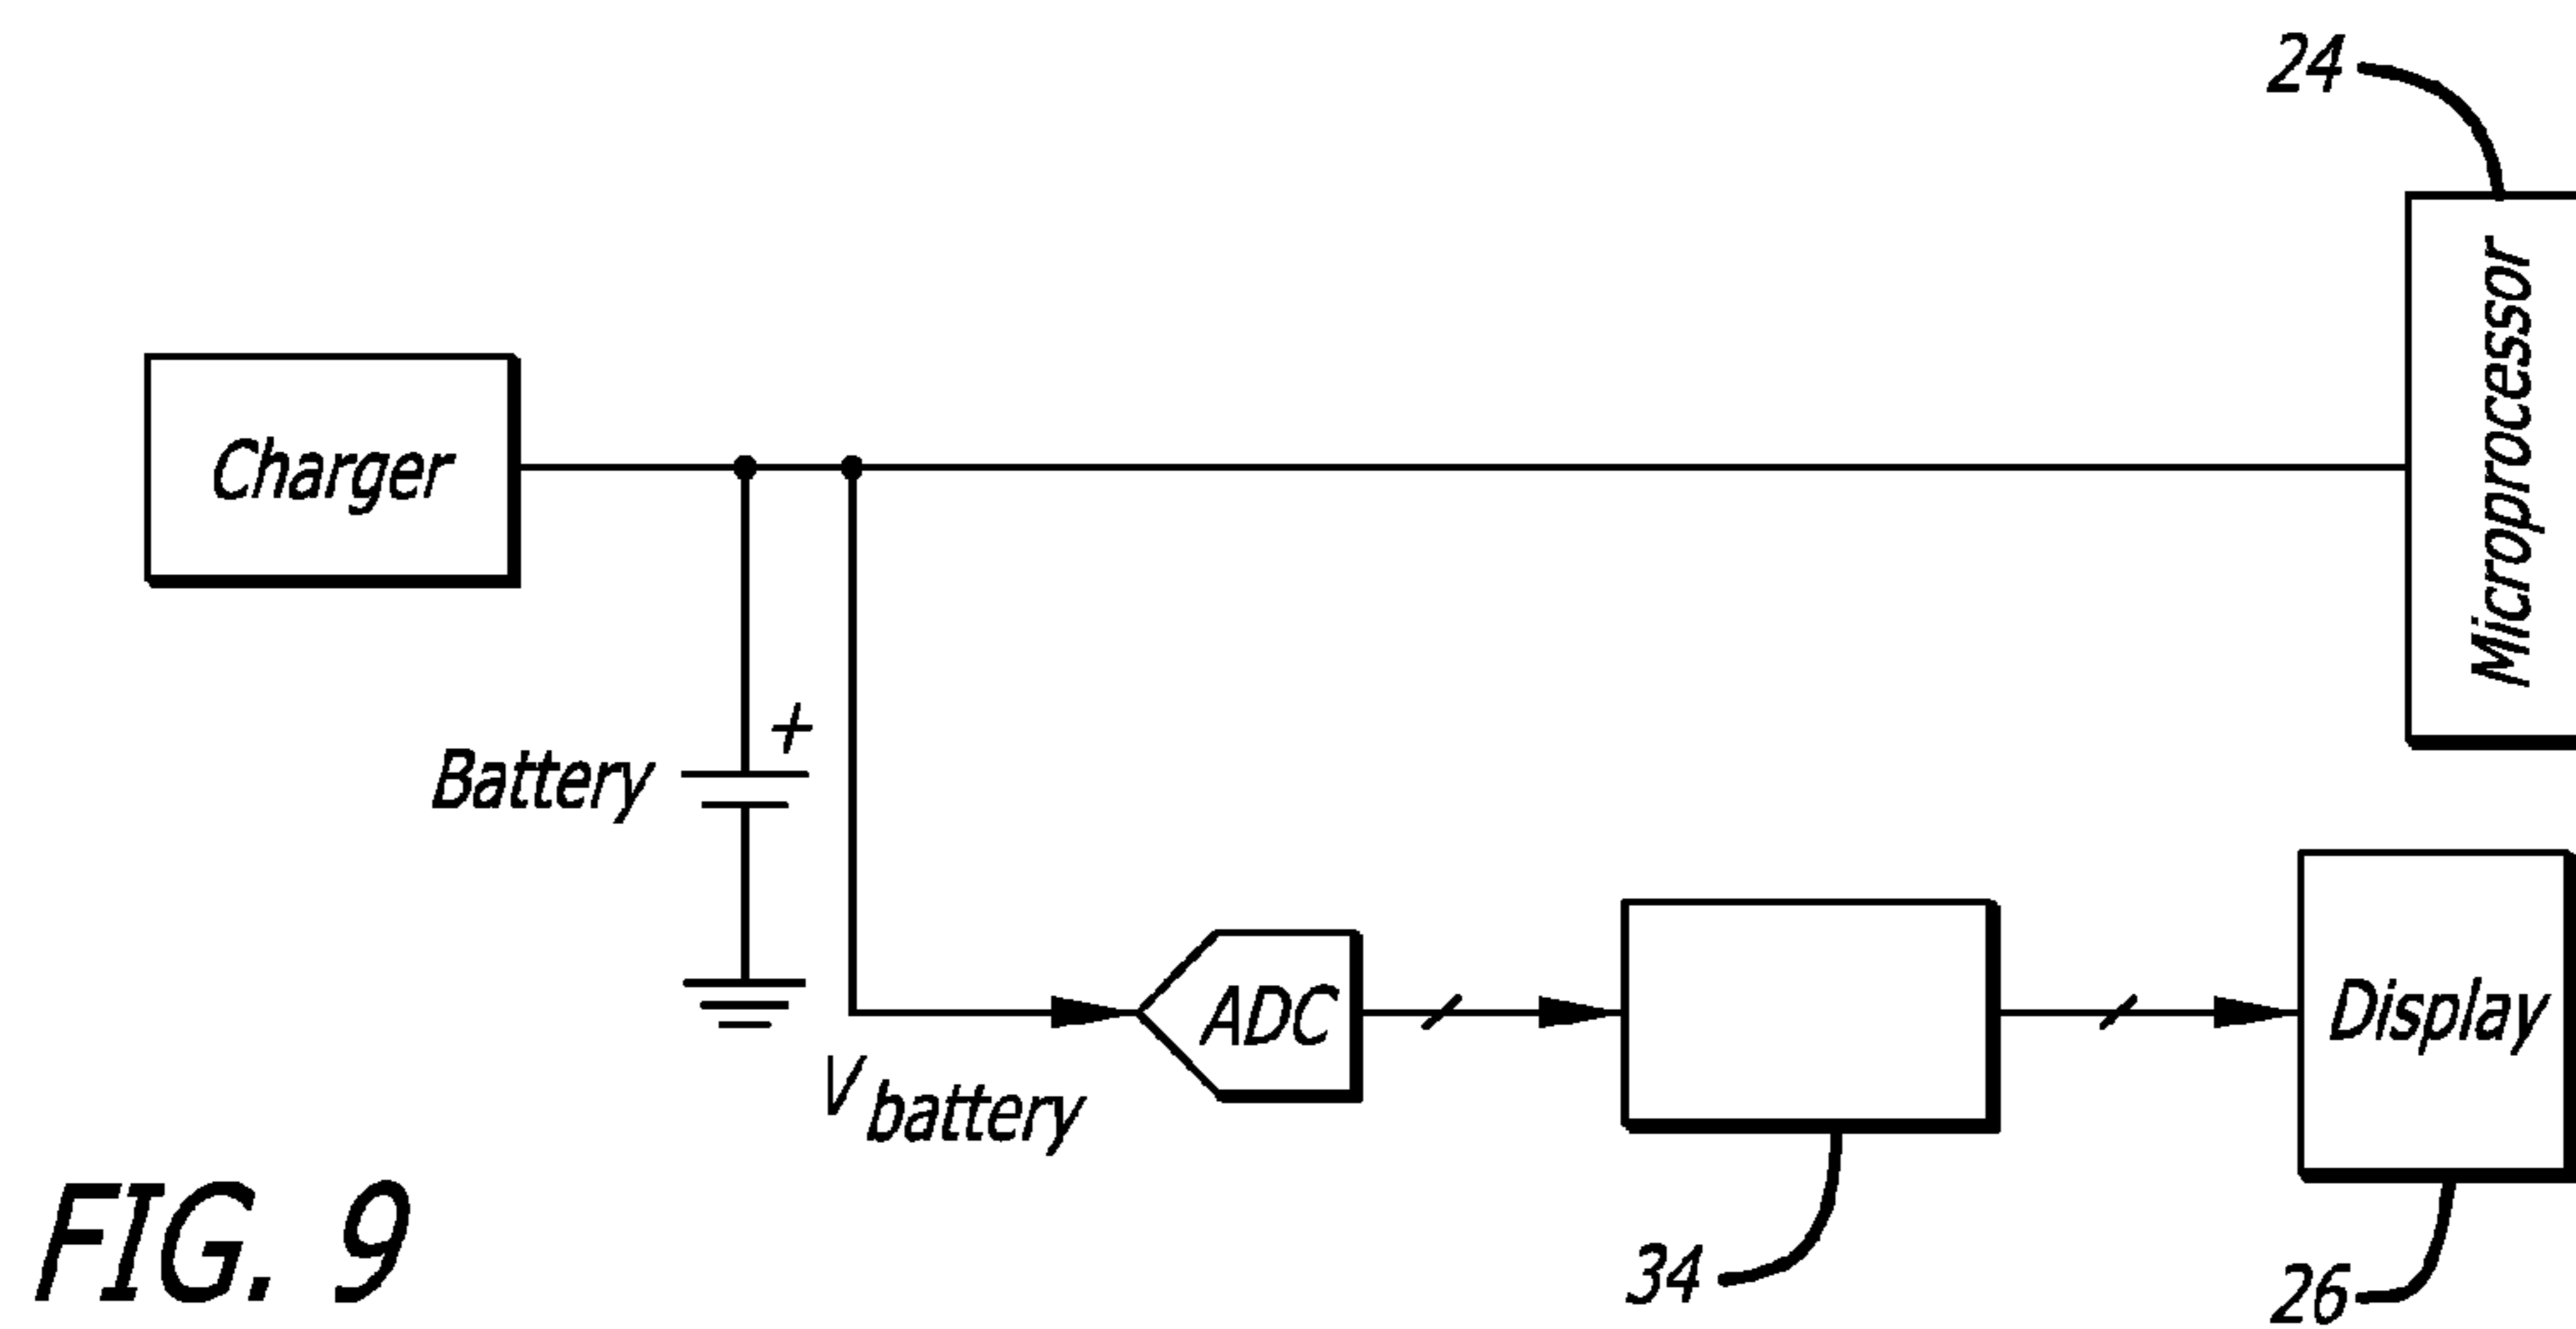 24
Microprocessor
Charger
+
Battery
ADC
Display
V battery
34
26
FIG. 9